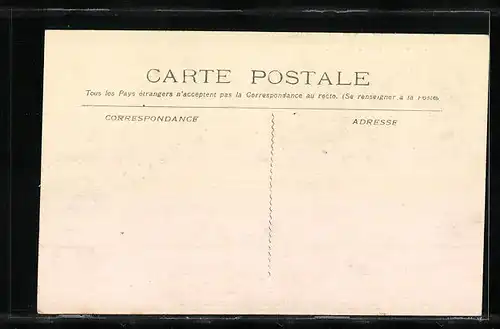 CARTE POSTALE
Tous les Pays étrangers n'acceptent pas la Correspondance au recto. (Se renseigner à la Poste)
CORRESPONDANCE
ADRESSE